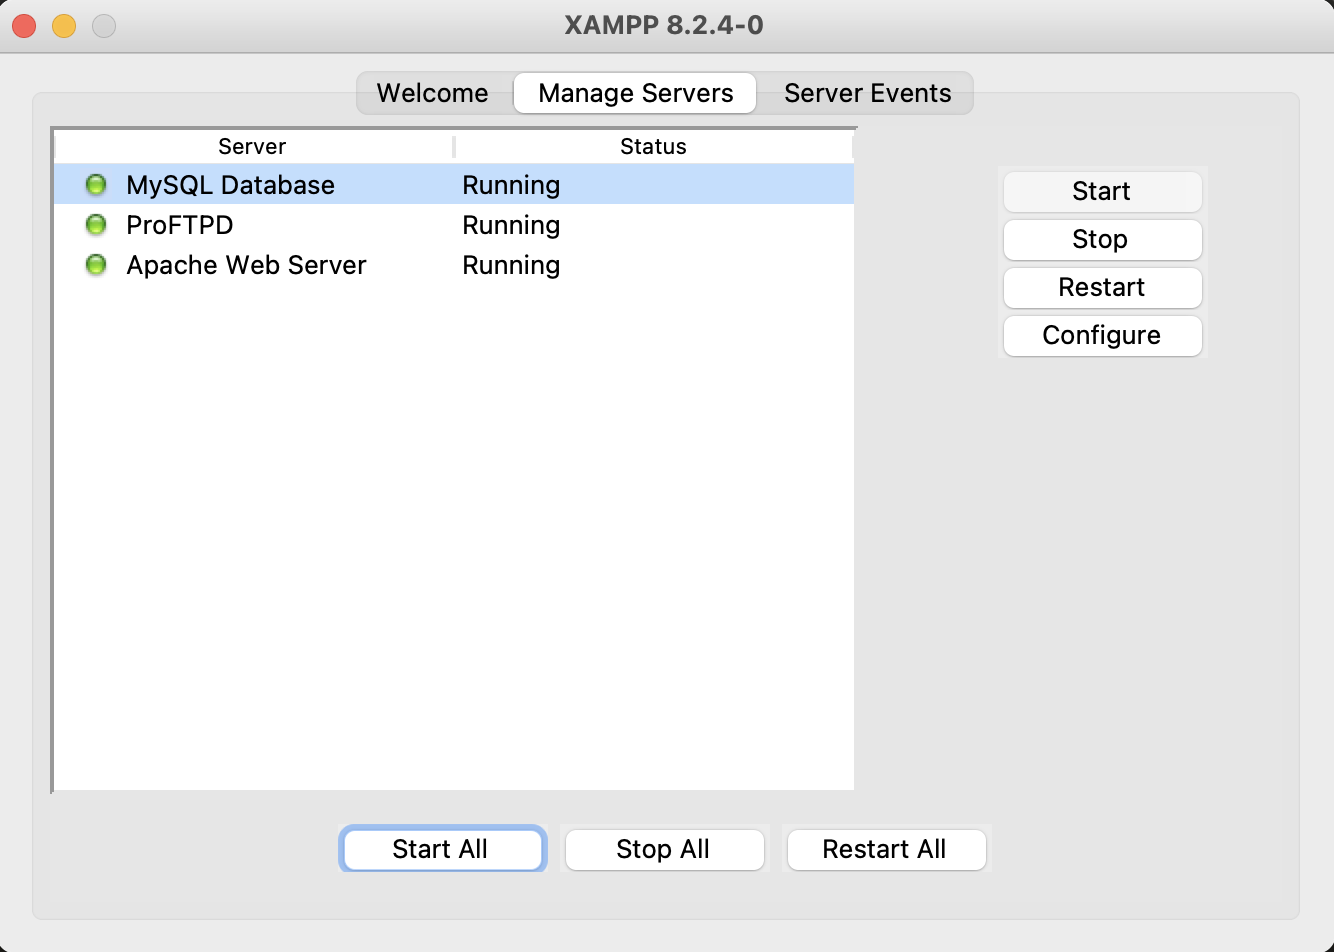 XAMPP 8.2.4-0
Welcome Manage Servers Server Events
Server Status
MySQL Database Running
ProFTPD Running
Apache Web Server Running
Start
Stop
Restart
Configure
Start All Stop All Restart All